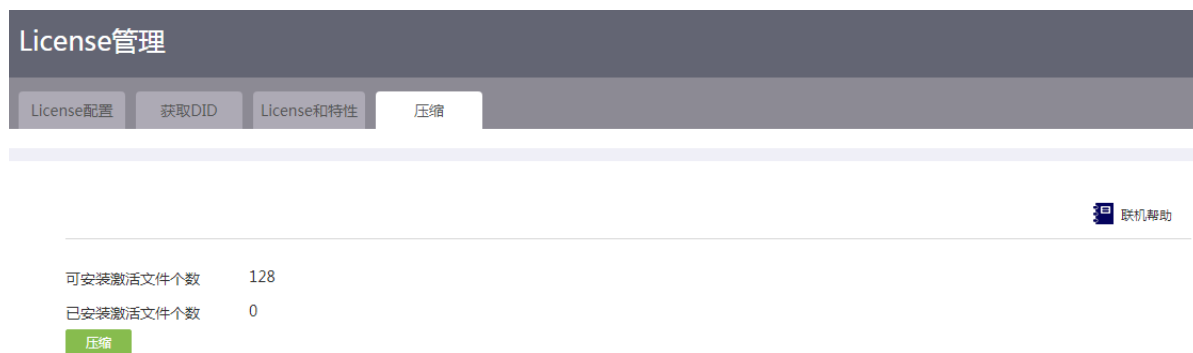 License管理
License配置 获取DID License和特性 压缩
联机帮助
可安装激活文件个数 128
已安装激活文件个数 0
压缩